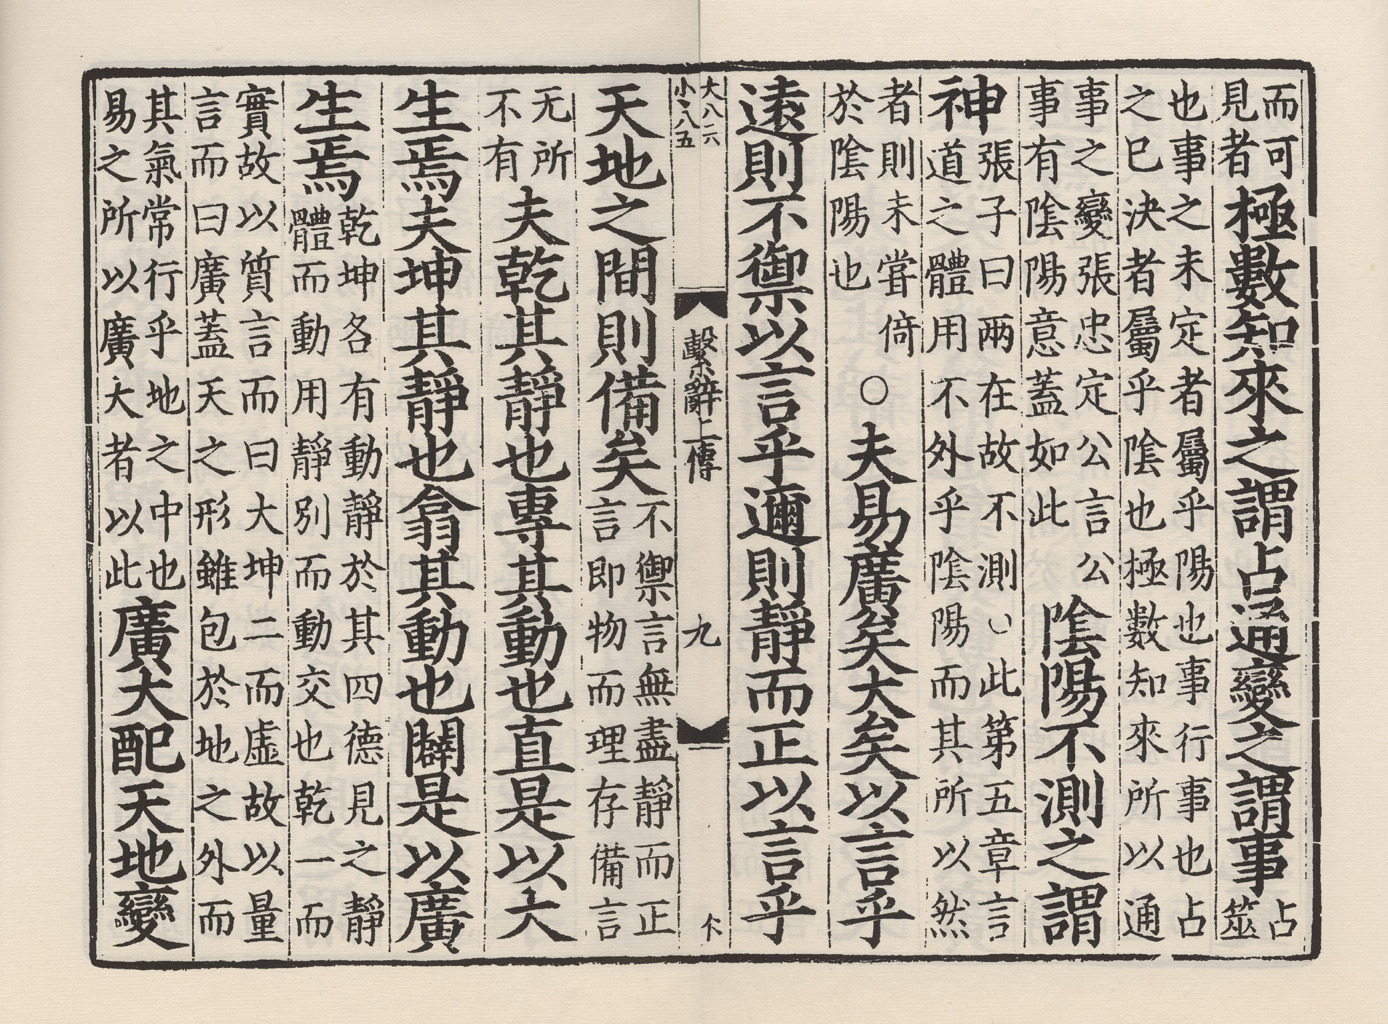 而可
見者
極數知來之謂占通變之謂事
占
筮
也事之未定者屬乎陽也事行事也占
之巳決者屬乎陰也極數知來所以通
事之變張忠定公言公
事有陰陽意蓋如此
陰陽不測之謂
神
張子曰兩在故不測○此第五章言
道之體用不外乎陰陽而其所以然
者則未嘗倚
於陰陽也
○夫易廣矣大矣以言乎
遠則不禦以言乎邇則靜而正以言乎
大八二六
小八五
繫辭上傳
九
卞
天地之間則備矣
不禦言無盡靜而正
言即物而理存備言
无所
不有
夫乾其靜也專其動也直是以大
生焉夫坤其靜也翕其動也闢是以廣
生焉
乾坤各有動靜於其四德見之靜
體而動用靜別而動交也乾一而
實故以質言而曰大坤二而虛故以量
言而曰廣蓋天之形雖包於地之外而
其氣常行乎地之中也
易之所以廣大者以此
廣大配天地變